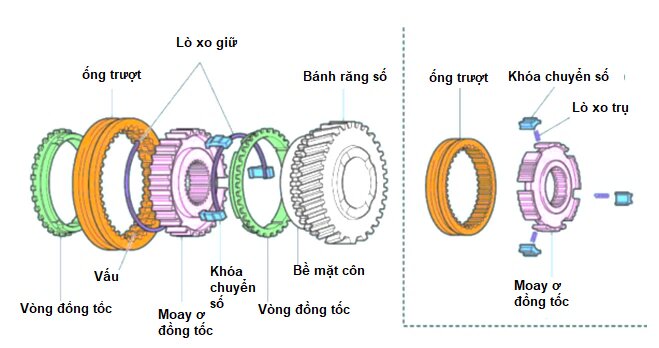 Lò xo giữ
ống trượt
Bánh răng số
Vấu
Vòng đồng tốc
Moay ơ
đồng tốc
Khóa
chuyển
số
Vòng đồng tốc
Bề mặt côn
ống trượt
Khóa chuyển số
Lò xo trụ
Moay ơ
đồng tốc